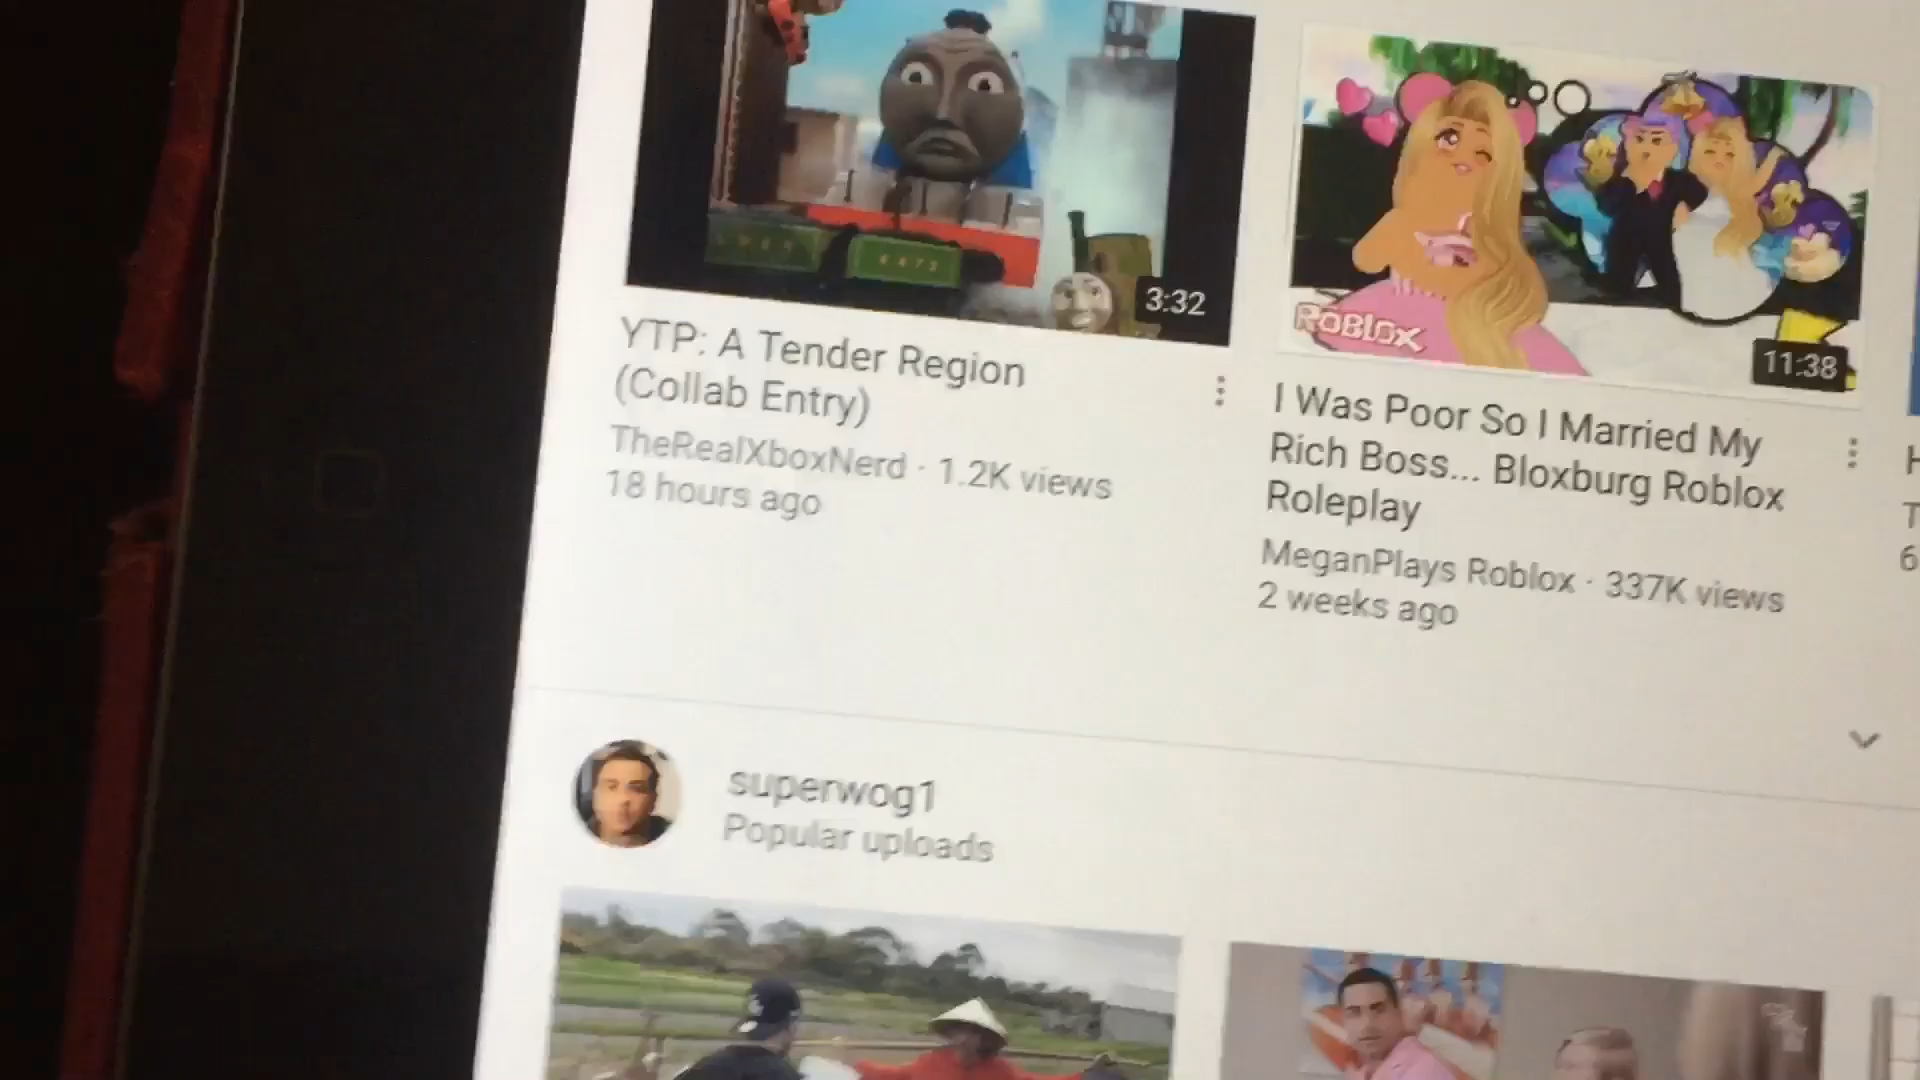 3:32
YTP: A Tender Region
(Collab Entry)
TheRealXboxNerd · 1.2K views
18 hours ago
ROBLOX
11:38
I Was Poor So I Married My
Rich Boss... Bloxburg Roblox
Roleplay
MeganPlays Roblox · 337K views
2 weeks ago
H
T
6
superwog1
Popular uploads